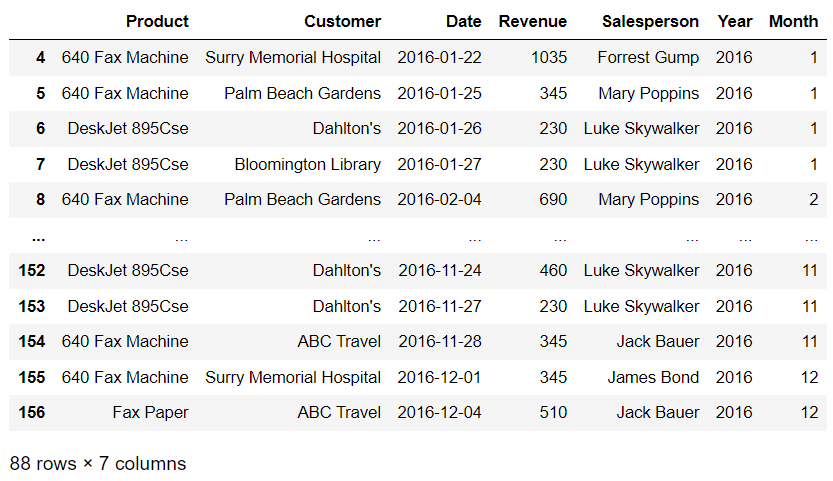 Product Customer Date Revenue Salesperson Year Month
4 640 Fax Machine Surry Memorial Hospital 2016-01-22 1035 Forrest Gump 2016 1
5 640 Fax Machine Palm Beach Gardens 2016-01-25 345 Mary Poppins 2016 1
6 DeskJet 895Cse Dahlton's 2016-01-26 230 Luke Skywalker 2016 1
7 DeskJet 895Cse Bloomington Library 2016-01-27 230 Luke Skywalker 2016 1
8 640 Fax Machine Palm Beach Gardens 2016-02-04 690 Mary Poppins 2016 2
... ... ... ... ... ... ... ...
152 DeskJet 895Cse Dahlton's 2016-11-24 460 Luke Skywalker 2016 11
153 DeskJet 895Cse Dahlton's 2016-11-27 230 Luke Skywalker 2016 11
154 640 Fax Machine ABC Travel 2016-11-28 345 Jack Bauer 2016 11
155 640 Fax Machine Surry Memorial Hospital 2016-12-01 345 James Bond 2016 12
156 Fax Paper ABC Travel 2016-12-04 510 Jack Bauer 2016 12
88 rows × 7 columns